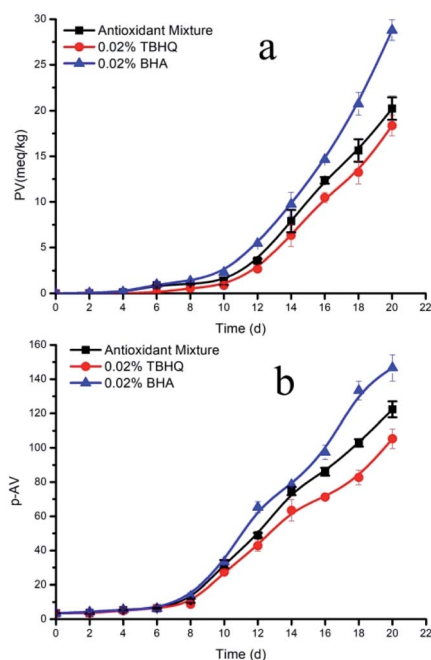 a
Antioxidant Mixture
0.02% TBHQ
0.02% BHA
PV(meq/kg)
30
25
20
15
10
5
0
0 2 4 6 8 10 12 14 16 18 20 22
Time (d)
b
Antioxidant Mixture
0.02% TBHQ
0.02% BHA
p-AV
160
140
120
100
80
60
40
20
0
0 2 4 6 8 10 12 14 16 18 20 22
Time (d)